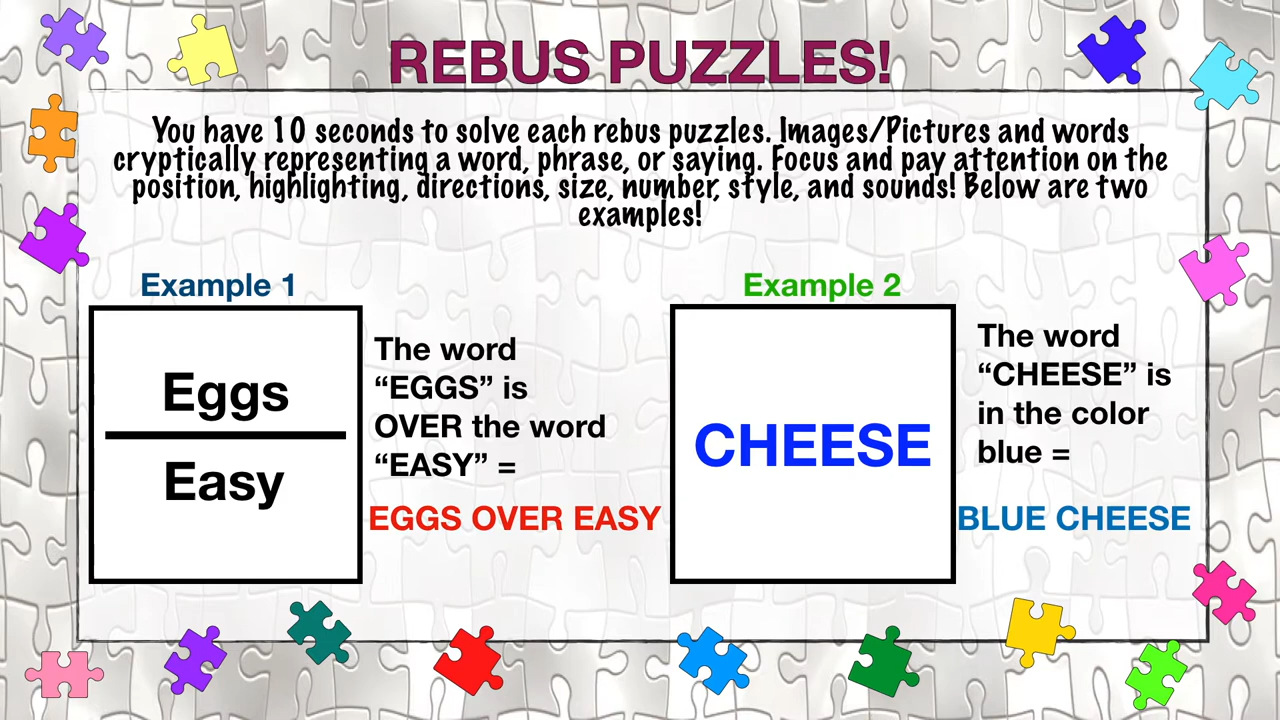 REBUS PUZZLES!
You have 10 seconds to solve each rebus puzzles. Images/Pictures and words
cryptically representing a word, phrase, or saying. Focus and pay attention on the
position, highlighting, directions, size, number, style, and sounds! Below are two
examples!
Example 1
Eggs
Easy
The word
“EGGS” is
OVER the word
“EASY” =
EGGS OVER EASY
Example 2
CHEESE
The word
“CHEESE” is
in the color
blue =
BLUE CHEESE